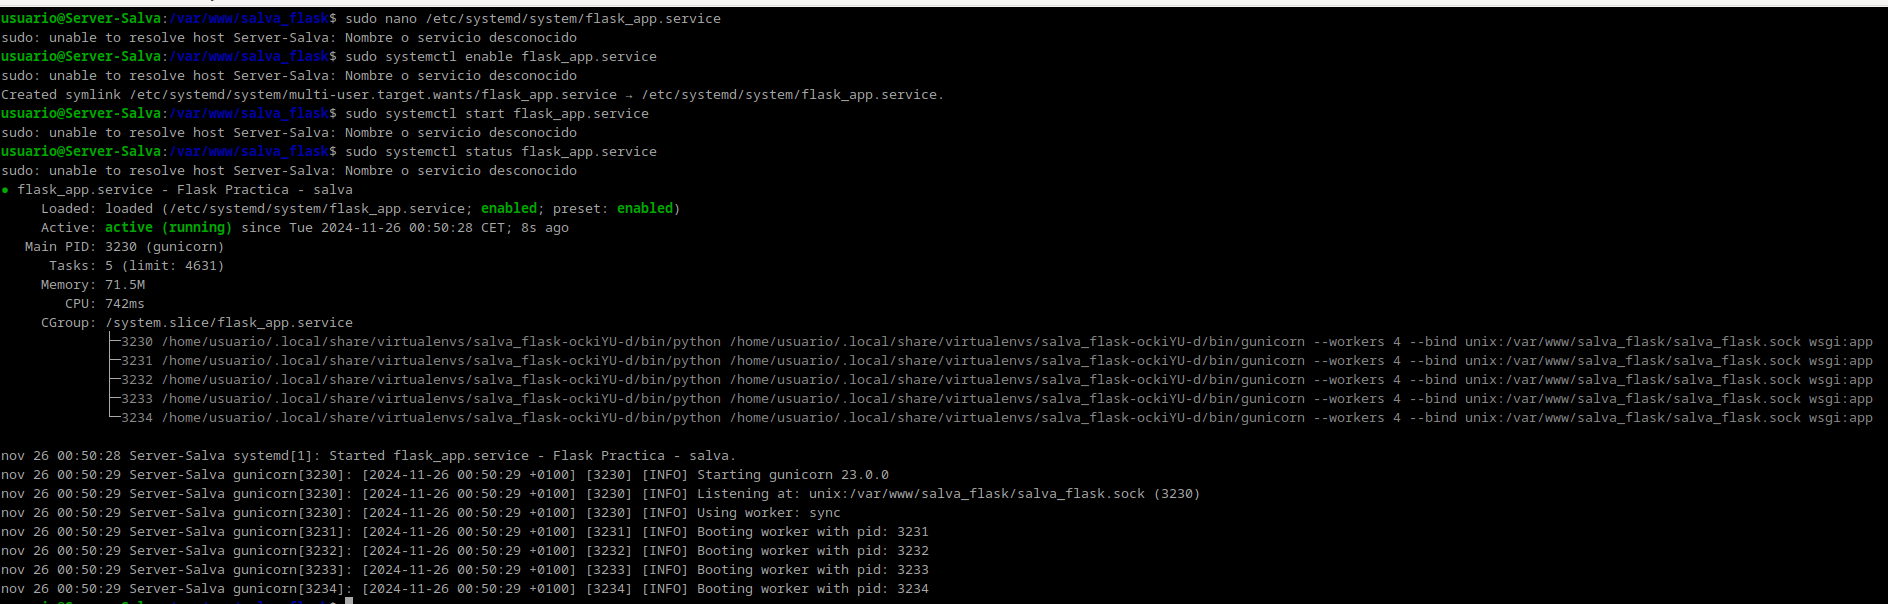 usuario@Server-Salva:/var/www/salva_flask$ sudo nano /etc/systemd/system/flask_app.service
sudo: unable to resolve host Server-Salva: Nombre o servicio desconocido
usuario@Server-Salva:/var/www/salva_flask$ sudo systemctl enable flask_app.service
sudo: unable to resolve host Server-Salva: Nombre o servicio desconocido
Created symlink /etc/systemd/system/multi-user.target.wants/flask_app.service → /etc/systemd/system/flask_app.service.
usuario@Server-Salva:/var/www/salva_flask$ sudo systemctl start flask_app.service
sudo: unable to resolve host Server-Salva: Nombre o servicio desconocido
usuario@Server-Salva:/var/www/salva_flask$ sudo systemctl status flask_app.service
sudo: unable to resolve host Server-Salva: Nombre o servicio desconocido
● flask_app.service - Flask Practica - salva
Loaded: loaded (/etc/systemd/system/flask_app.service; enabled; preset: enabled)
Active: active (running) since Tue 2024-11-26 00:50:28 CET; 8s ago
Main PID: 3230 (gunicorn)
Tasks: 5 (limit: 4631)
Memory: 71.5M
CPU: 742ms
CGroup: /system.slice/flask_app.service
├─3230 /home/usuario/.local/share/virtualenvs/salva_flask-ockiYU-d/bin/python /home/usuario/.local/share/virtualenvs/salva_flask-ockiYU-d/bin/gunicorn --workers 4 --bind unix:/var/www/salva_flask/salva_flask.sock wsgi:app
├─3231 /home/usuario/.local/share/virtualenvs/salva_flask-ockiYU-d/bin/python /home/usuario/.local/share/virtualenvs/salva_flask-ockiYU-d/bin/gunicorn --workers 4 --bind unix:/var/www/salva_flask/salva_flask.sock wsgi:app
├─3232 /home/usuario/.local/share/virtualenvs/salva_flask-ockiYU-d/bin/python /home/usuario/.local/share/virtualenvs/salva_flask-ockiYU-d/bin/gunicorn --workers 4 --bind unix:/var/www/salva_flask/salva_flask.sock wsgi:app
├─3233 /home/usuario/.local/share/virtualenvs/salva_flask-ockiYU-d/bin/python /home/usuario/.local/share/virtualenvs/salva_flask-ockiYU-d/bin/gunicorn --workers 4 --bind unix:/var/www/salva_flask/salva_flask.sock wsgi:app
└─3234 /home/usuario/.local/share/virtualenvs/salva_flask-ockiYU-d/bin/python /home/usuario/.local/share/virtualenvs/salva_flask-ockiYU-d/bin/gunicorn --workers 4 --bind unix:/var/www/salva_flask/salva_flask.sock wsgi:app
nov 26 00:50:28 Server-Salva systemd[1]: Started flask_app.service - Flask Practica - salva.
nov 26 00:50:29 Server-Salva gunicorn[3230]: [2024-11-26 00:50:29 +0100] [3230] [INFO] Starting gunicorn 23.0.0
nov 26 00:50:29 Server-Salva gunicorn[3230]: [2024-11-26 00:50:29 +0100] [3230] [INFO] Listening at: unix:/var/www/salva_flask/salva_flask.sock (3230)
nov 26 00:50:29 Server-Salva gunicorn[3230]: [2024-11-26 00:50:29 +0100] [3230] [INFO] Using worker: sync
nov 26 00:50:29 Server-Salva gunicorn[3231]: [2024-11-26 00:50:29 +0100] [3231] [INFO] Booting worker with pid: 3231
nov 26 00:50:29 Server-Salva gunicorn[3232]: [2024-11-26 00:50:29 +0100] [3232] [INFO] Booting worker with pid: 3232
nov 26 00:50:29 Server-Salva gunicorn[3233]: [2024-11-26 00:50:29 +0100] [3233] [INFO] Booting worker with pid: 3233
nov 26 00:50:29 Server-Salva gunicorn[3234]: [2024-11-26 00:50:29 +0100] [3234] [INFO] Booting worker with pid: 3234